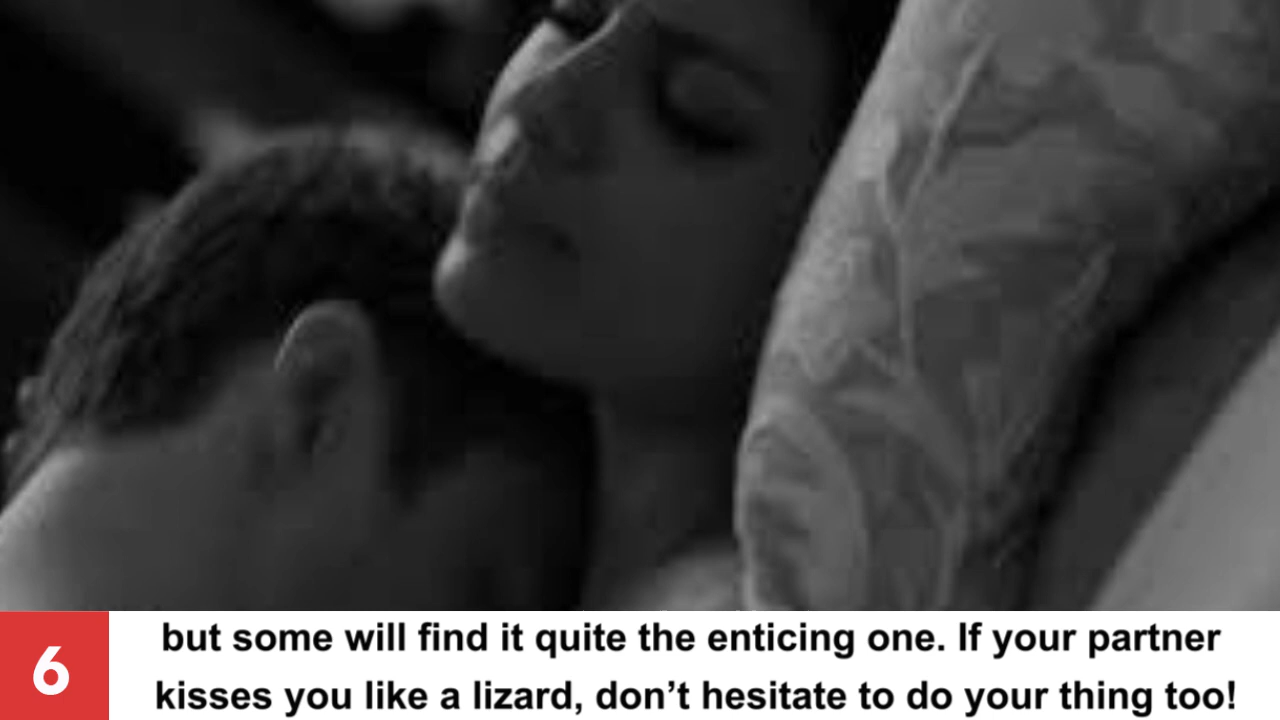 6
but some will find it quite the enticing one. If your partner
kisses you like a lizard, don’t hesitate to do your thing too!